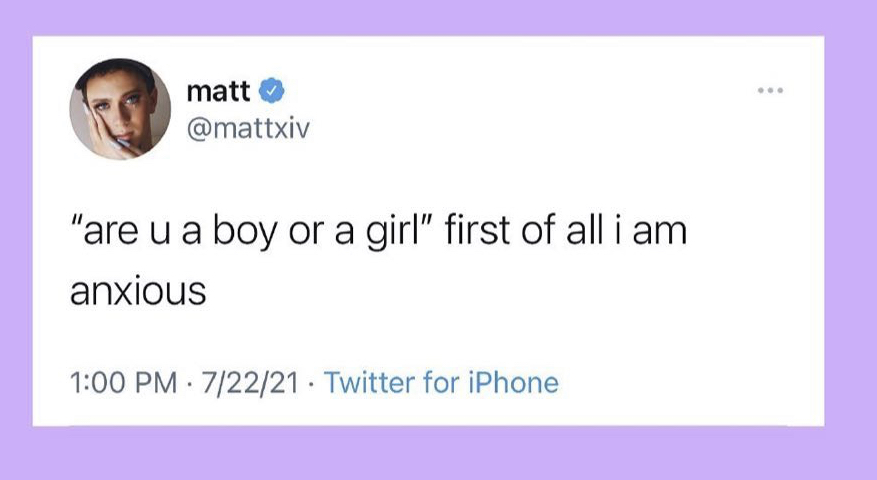 matt
@mattxiv
“are u a boy or a girl” first of all i am
anxious
1:00 PM · 7/22/21 · Twitter for iPhone